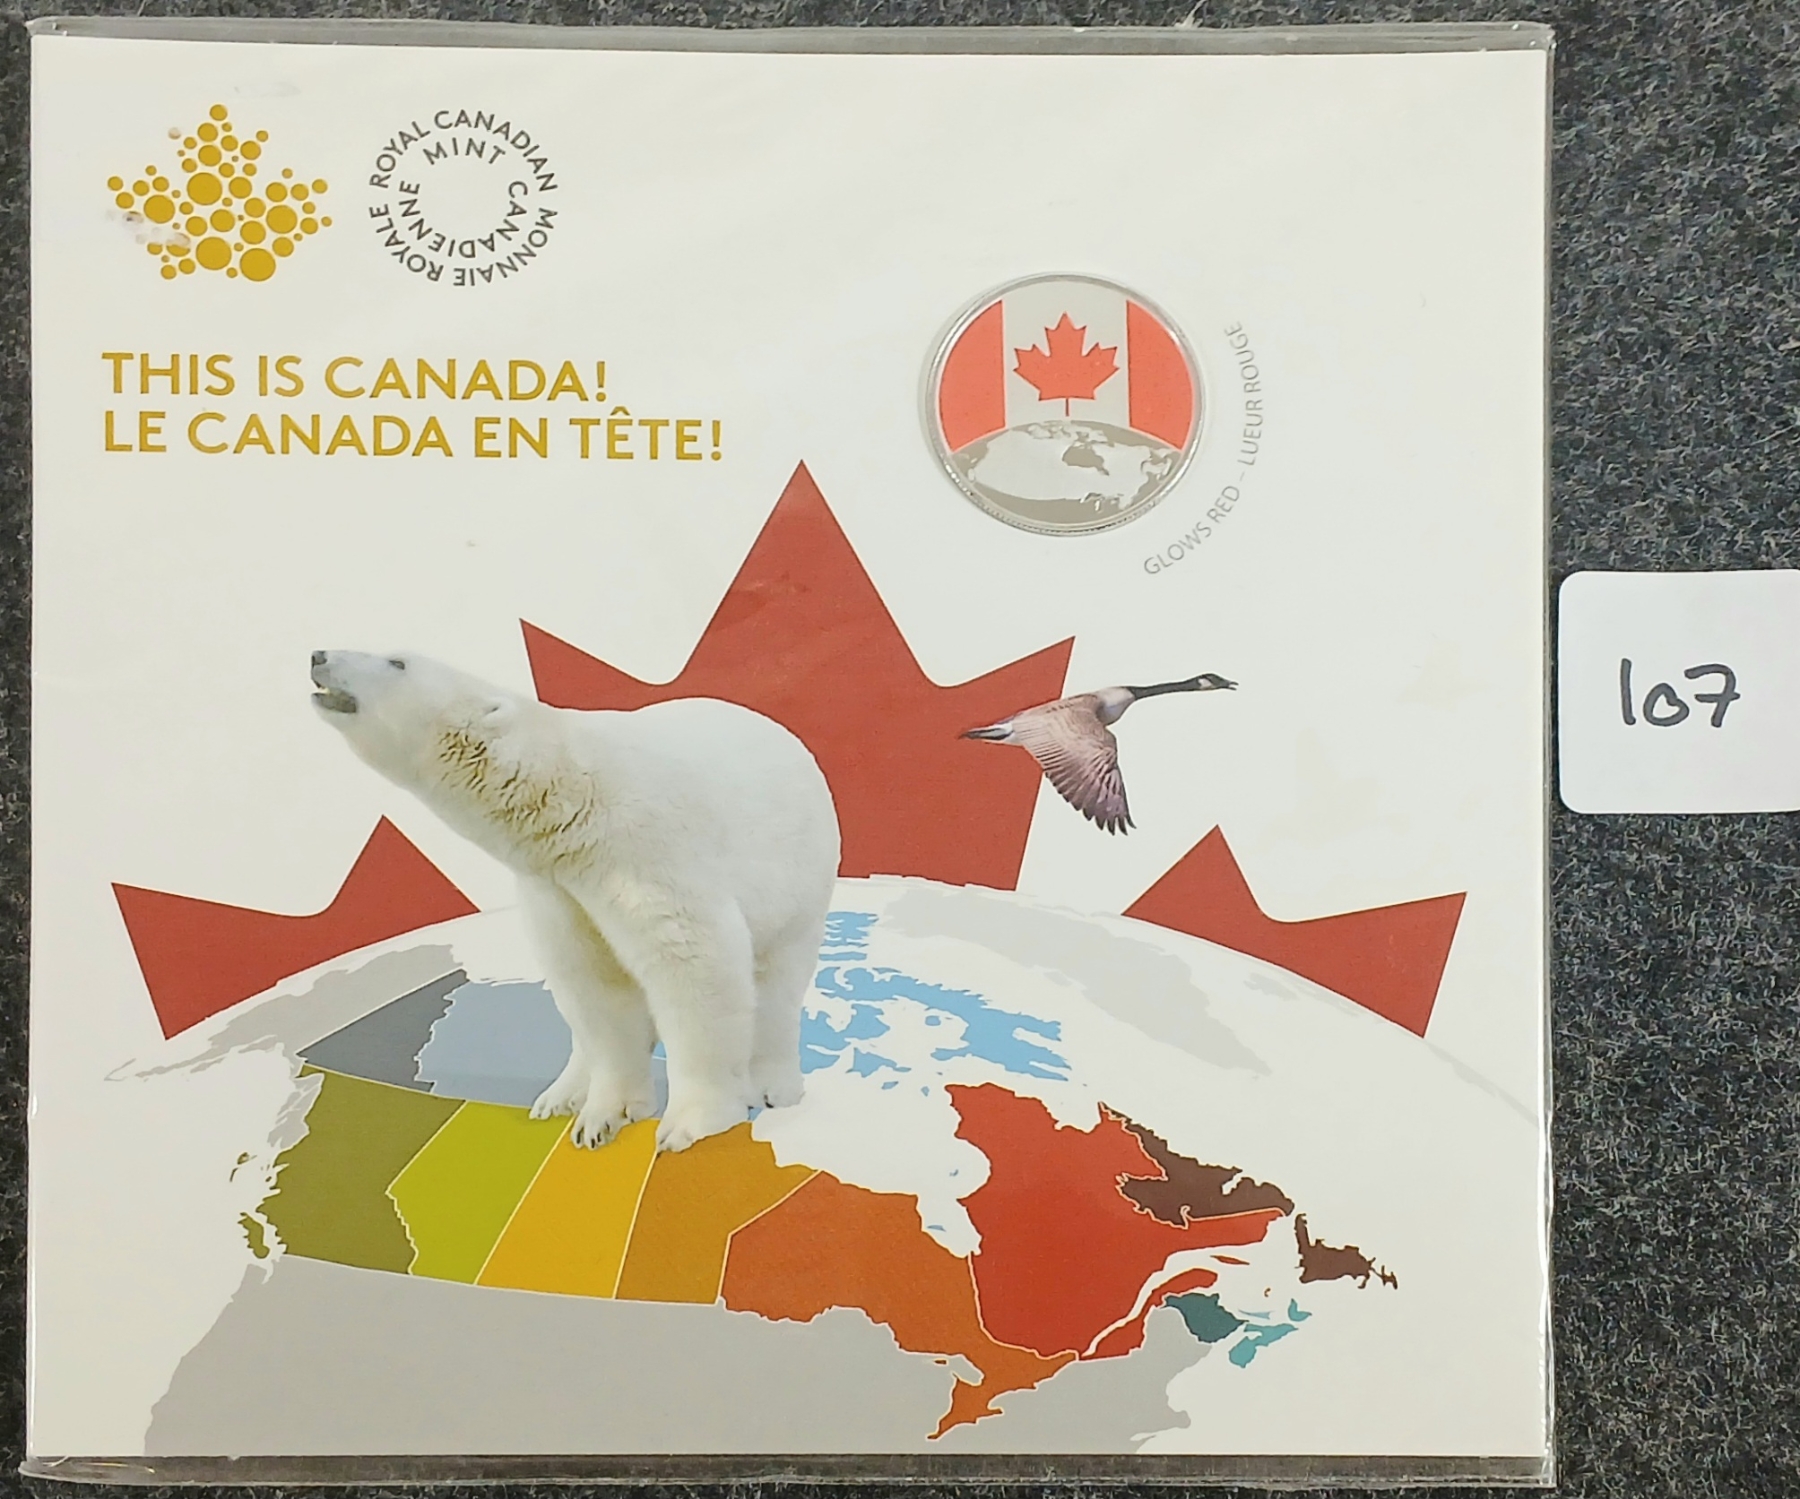 ROYAL CANADIAN MINT
MONNAIE ROYALE CANADIENNE
THIS IS CANADA!
LE CANADA EN TÊTE!
GLOWS RED – LUEUR ROUGE
107